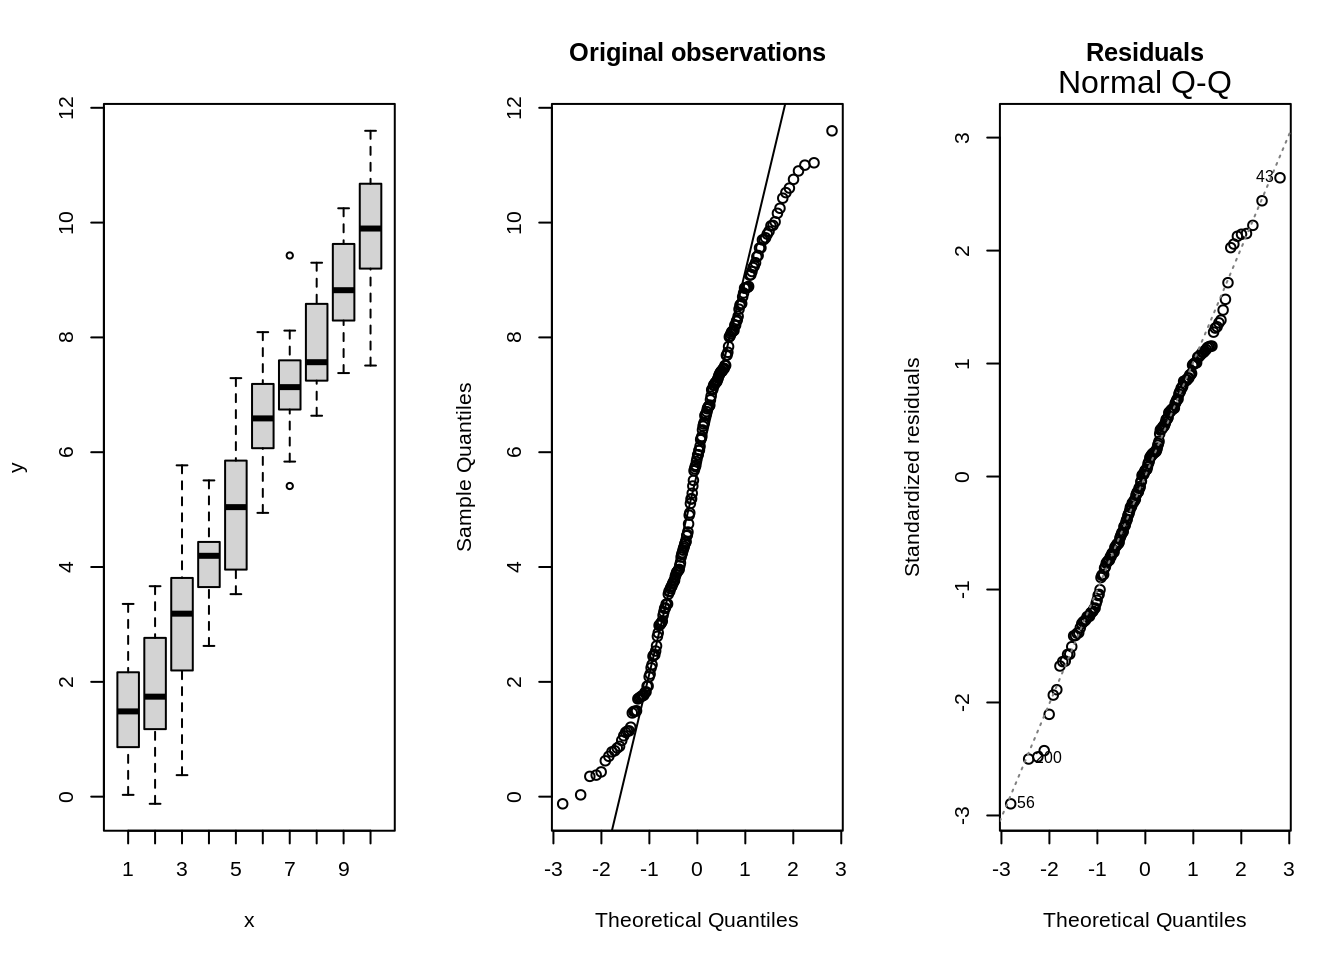 12
10
8
6
4
2
0
y
1 3 5 7 9
x
Original observations
12
10
8
6
4
2
0
Sample Quantiles
-3 -2 -1 0 1 2 3
Theoretical Quantiles
Residuals
Normal Q-Q
3
2
1
0
-1
-2
-3
Standardized residuals
43
56
-3 -2 -1 0 1 2 3
Theoretical Quantiles